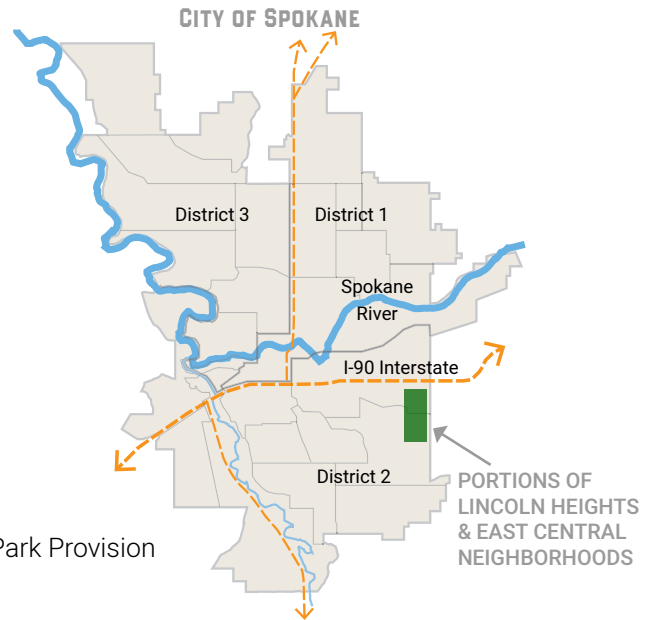 CITY OF SPOKANE
District 3
District 1
Spokane
River
I-90 Interstate
District 2
PORTIONS OF
LINCOLN HEIGHTS
& EAST CENTRAL
NEIGHBORHOODS
Park Provision